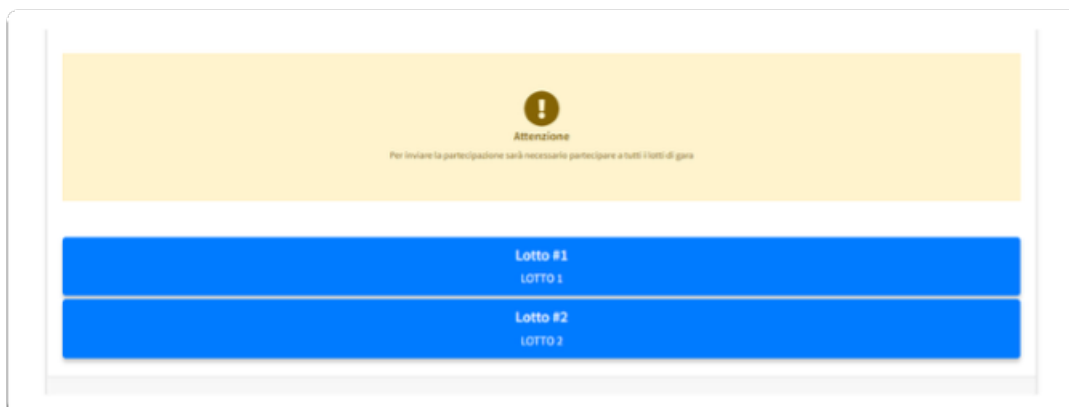 Attenzione
Per inviare la partecipazione sarà necessario partecipare a tutti i lotti di gara
Lotto #1
LOTTO 1
Lotto #2
LOTTO 2